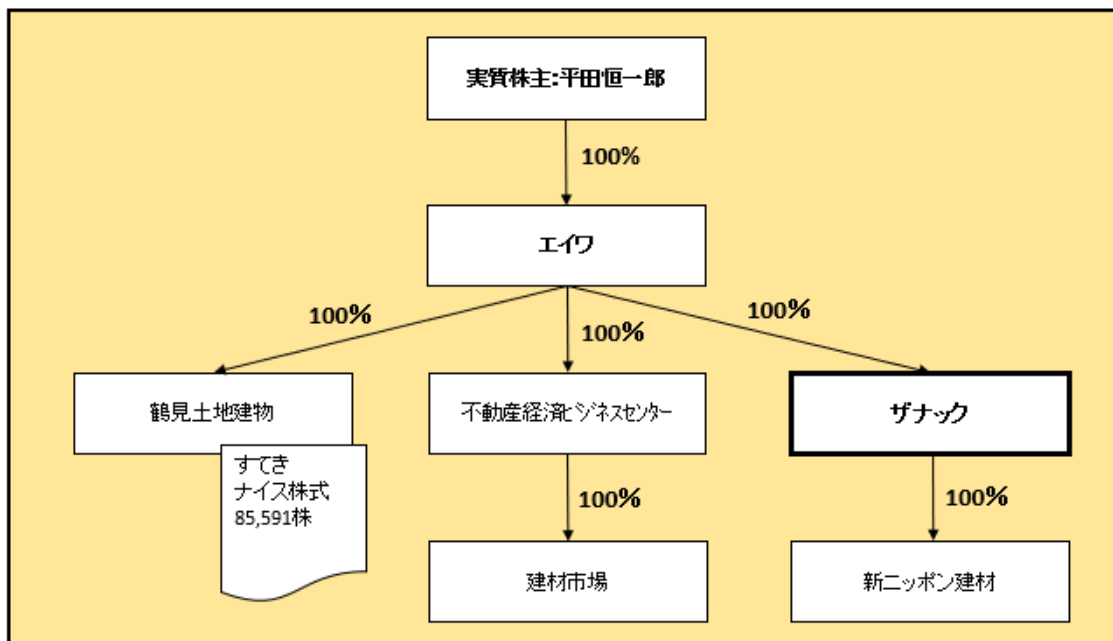 実質株主:平田恒一郎
100%
エイワ
100%
100%
100%
鶴見土地建物
不動産経済ビジネスセンター
ザナック
すてき
ナイス株式
85,591株
100%
100%
建材市場
新ニッポン建材